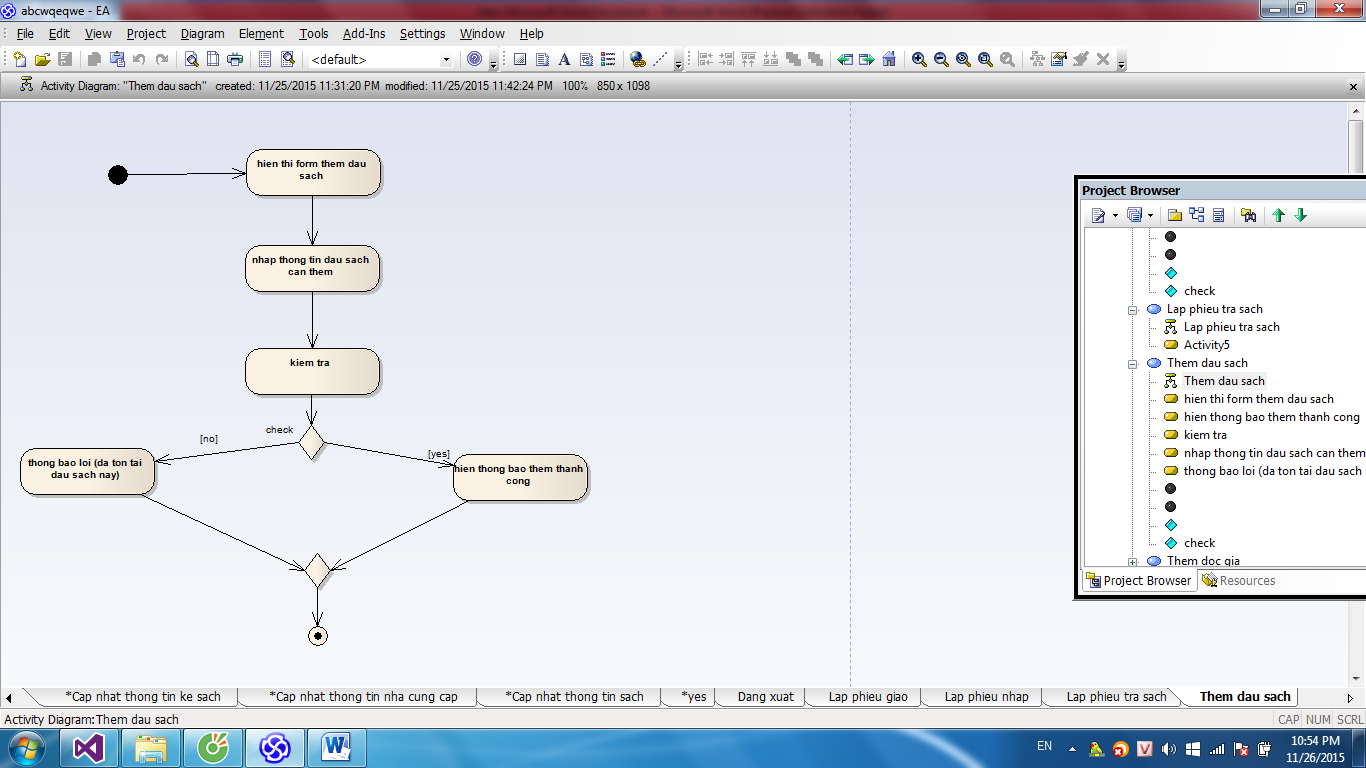 abcwqeqwe - EA
File Edit View Project Diagram Element Tools Add-Ins Settings Window Help
<default>
Activity Diagram: "Them dau sach" created: 11/25/2015 11:31:20 PM modified: 11/25/2015 11:42:24 PM 100% 850 x 1098
hien thi form them dau
sach
nhap thong tin dau sach
can them
kiem tra
check
[no]
[yes]
thong bao loi (da ton tai
dau sach nay)
hien thong bao them thanh
cong
Project Browser
check
Lap phieu tra sach
Lap phieu tra sach
Activity5
Them dau sach
Them dau sach
hien thi form them dau sach
hien thong bao them thanh cong
kiem tra
nhap thong tin dau sach can them
thong bao loi (da ton tai dau sach
check
Them doc gia
Project Browser Resources
*Cap nhat thong tin ke sach *Cap nhat thong tin nha cung cap *Cap nhat thong tin sach *yes Dang xuat Lap phieu giao Lap phieu nhap Lap phieu tra sach Them dau sach
Activity Diagram:Them dau sach CAP NUM SCRL
EN
10:54 PM
11/26/2015